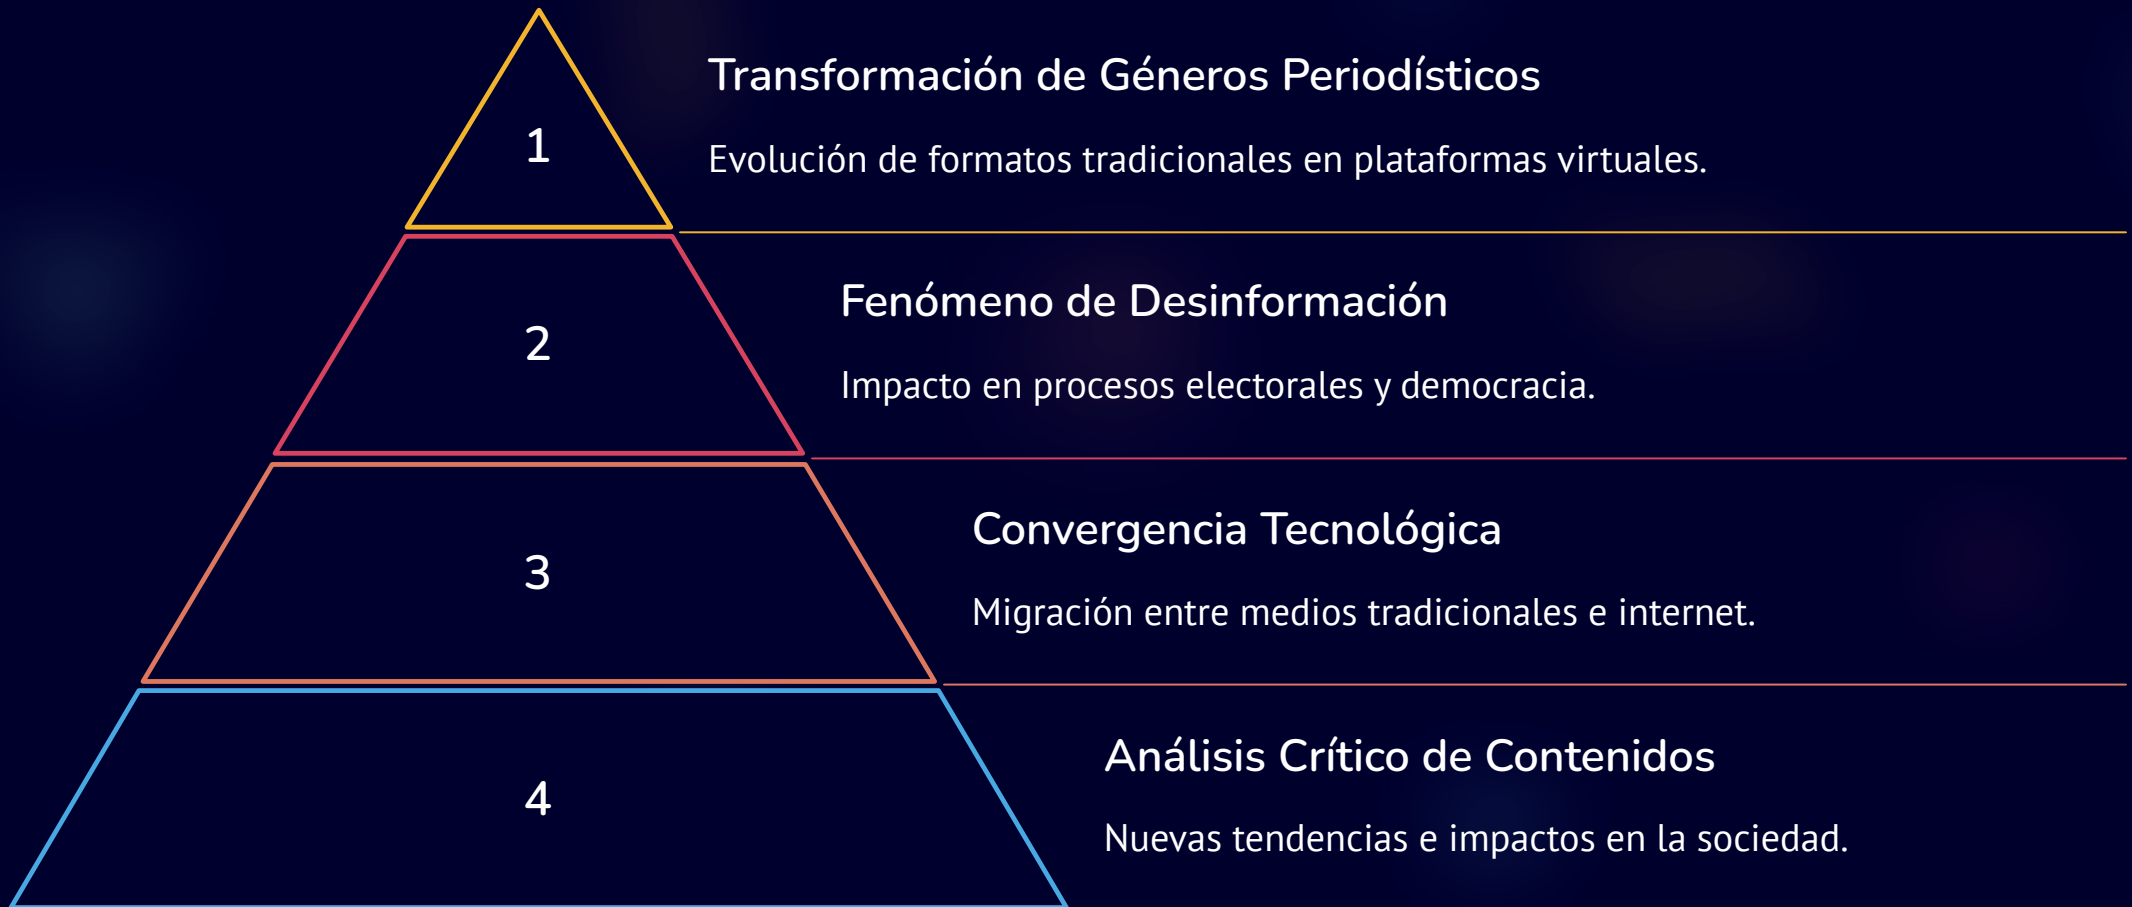 1
Transformación de Géneros Periodísticos
Evolución de formatos tradicionales en plataformas virtuales.
2
Fenómeno de Desinformación
Impacto en procesos electorales y democracia.
3
Convergencia Tecnológica
Migración entre medios tradicionales e internet.
4
Análisis Crítico de Contenidos
Nuevas tendencias e impactos en la sociedad.